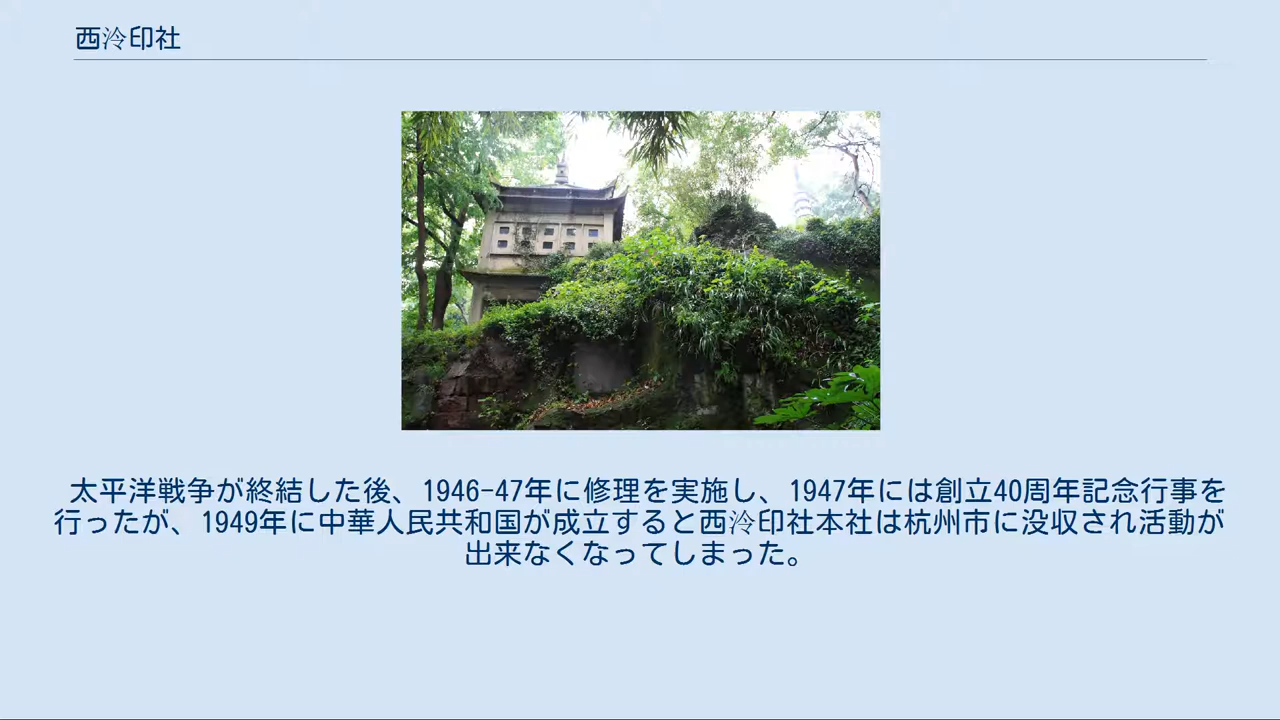 西泠印社
太平洋戦争が終結した後、1946-47年に修理を実施し、1947年には創立40周年記念行事を
行ったが、1949年に中華人民共和国が成立すると西泠印社本社は杭州市に没収され活動が
出来なくなってしまった。